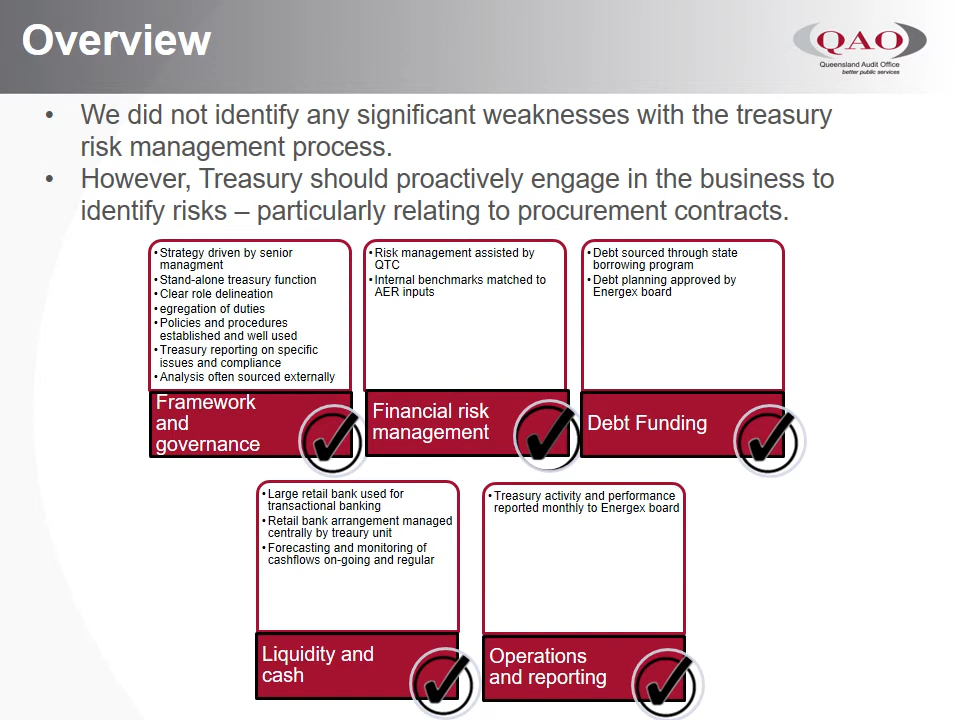 Overview
QAO
Queensland Audit Office
better public services
• We did not identify any significant weaknesses with the treasury
risk management process.
• However, Treasury should proactively engage in the business to
identify risks – particularly relating to procurement contracts.
• Strategy driven by senior
managment
• Stand-alone treasury function
• Clear role delineation
• egregation of duties
• Policies and procedures
established and well used
• Treasury reporting on specific
issues and compliance
• Analysis often sourced externally
Framework
and
governance
• Risk management assisted by
QTC
• Internal benchmarks matched to
AER inputs
Financial risk
management
• Debt sourced through state
borrowing program
• Debt planning approved by
Energex board
Debt Funding
• Large retail bank used for
transactional banking
• Retail bank arrangement managed
centrally by treaury unit
• Forecasting and monitoring of
cashflows on-going and regular
Liquidity and
cash
• Treasury activity and performance
reported monthly to Energex board
Operations
and reporting